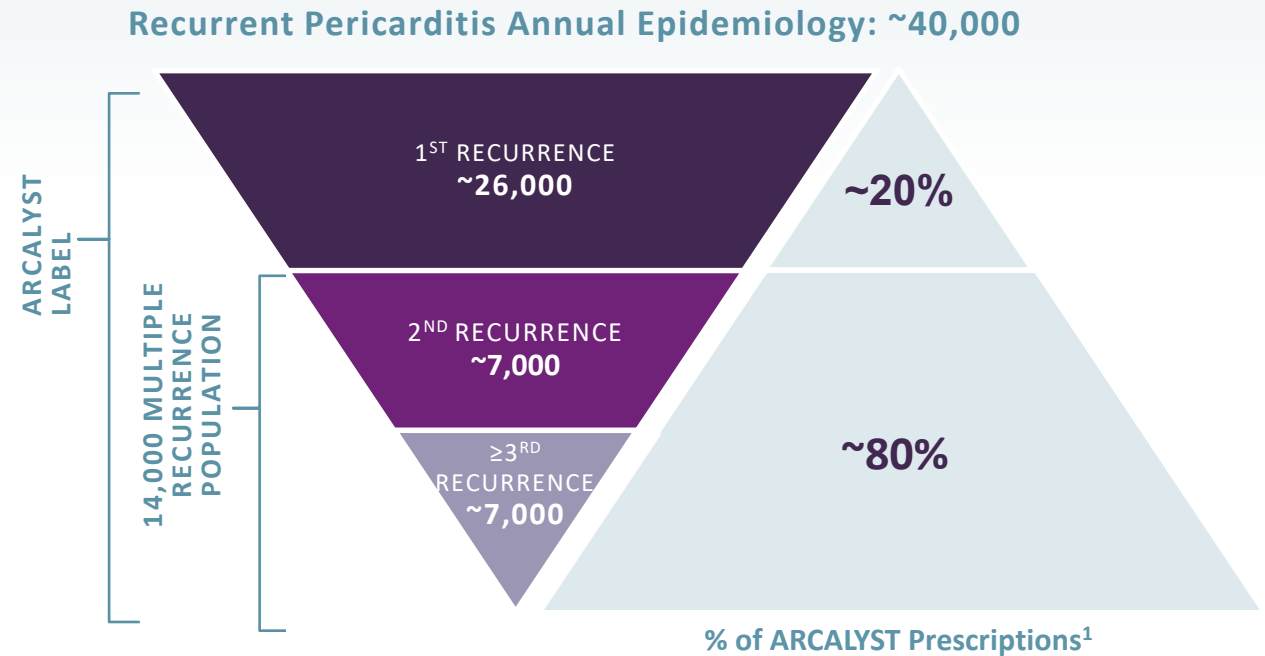 Recurrent Pericarditis Annual Epidemiology: ~40,000
ARCALYST
LABEL
14,000 MULTIPLE
RECURRENCE
POPULATION
1ST RECURRENCE
~26,000
~20%
2ND RECURRENCE
~7,000
≥3RD
RECURRENCE
~7,000
~80%
% of ARCALYST Prescriptions1